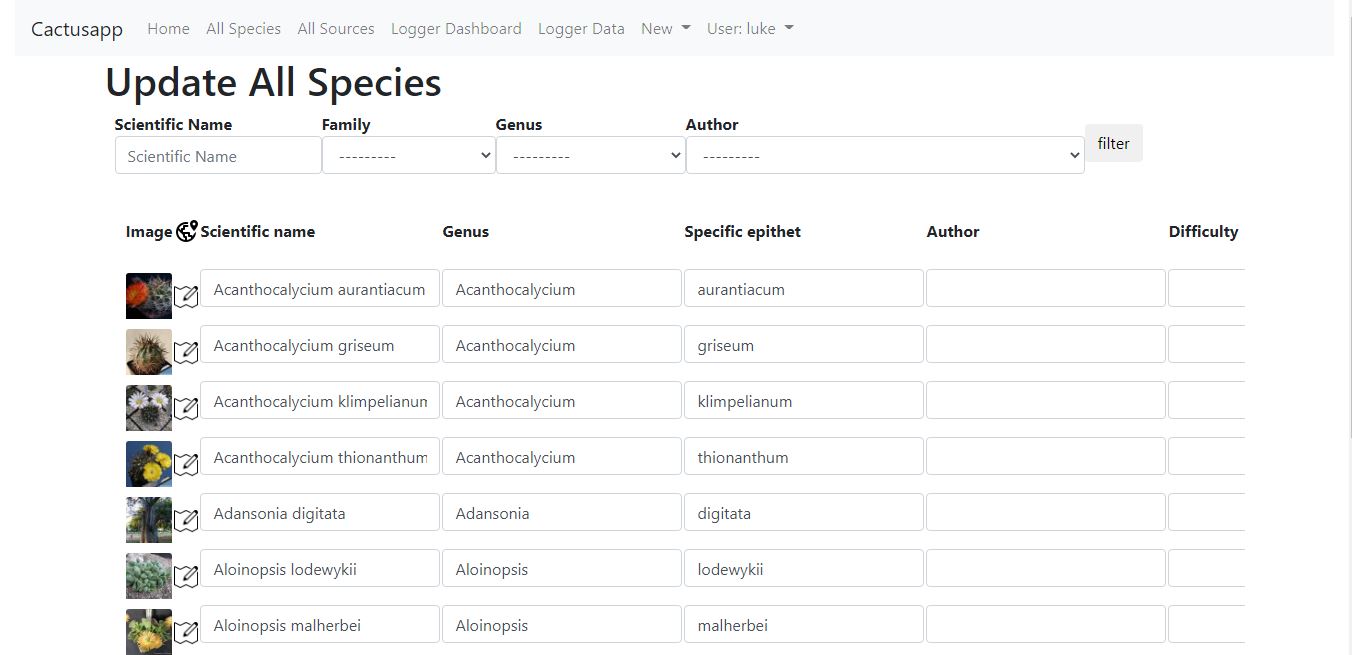 Cactusapp Home All Species All Sources Logger Dashboard Logger Data New User: luke
Update All Species
Scientific Name Family Genus Author
Scientific Name --------- --------- --------- filter
Image Scientific name Genus Specific epithet Author Difficulty
Acanthocalycium aurantiacum Acanthocalycium aurantiacum
Acanthocalycium griseum Acanthocalycium griseum
Acanthocalycium klimpelianum Acanthocalycium klimpelianum
Acanthocalycium thionanthum Acanthocalycium thionanthum
Adansonia digitata Adansonia digitata
Aloinopsis lodewykii Aloinopsis lodewykii
Aloinopsis malherbei Aloinopsis malherbei